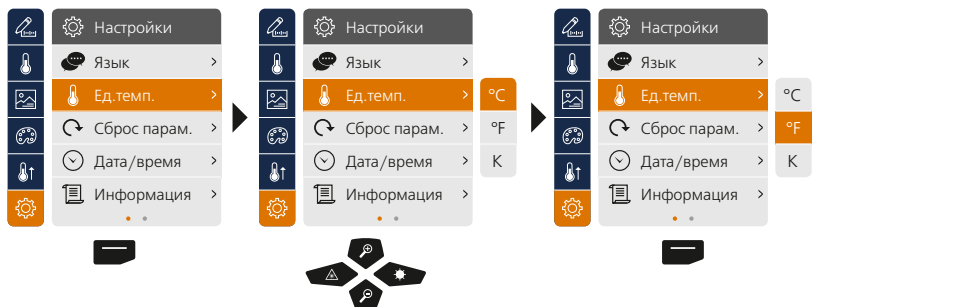 Настройки
Язык
Ед.темп.
Сброс парам.
Дата/время
Информация
Настройки
Язык
Ед.темп.
Сброс парам.
Дата/время
Информация
°C
°F
K
Настройки
Язык
Ед.темп.
Сброс парам.
Дата/время
Информация
°C
°F
K